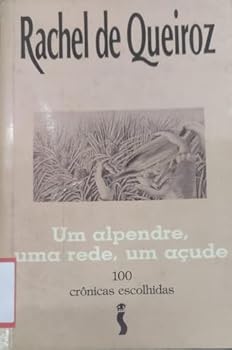 Rachel de Queiroz
Um alpendre,
uma rede, um açude
100
crônicas escolhidas
S